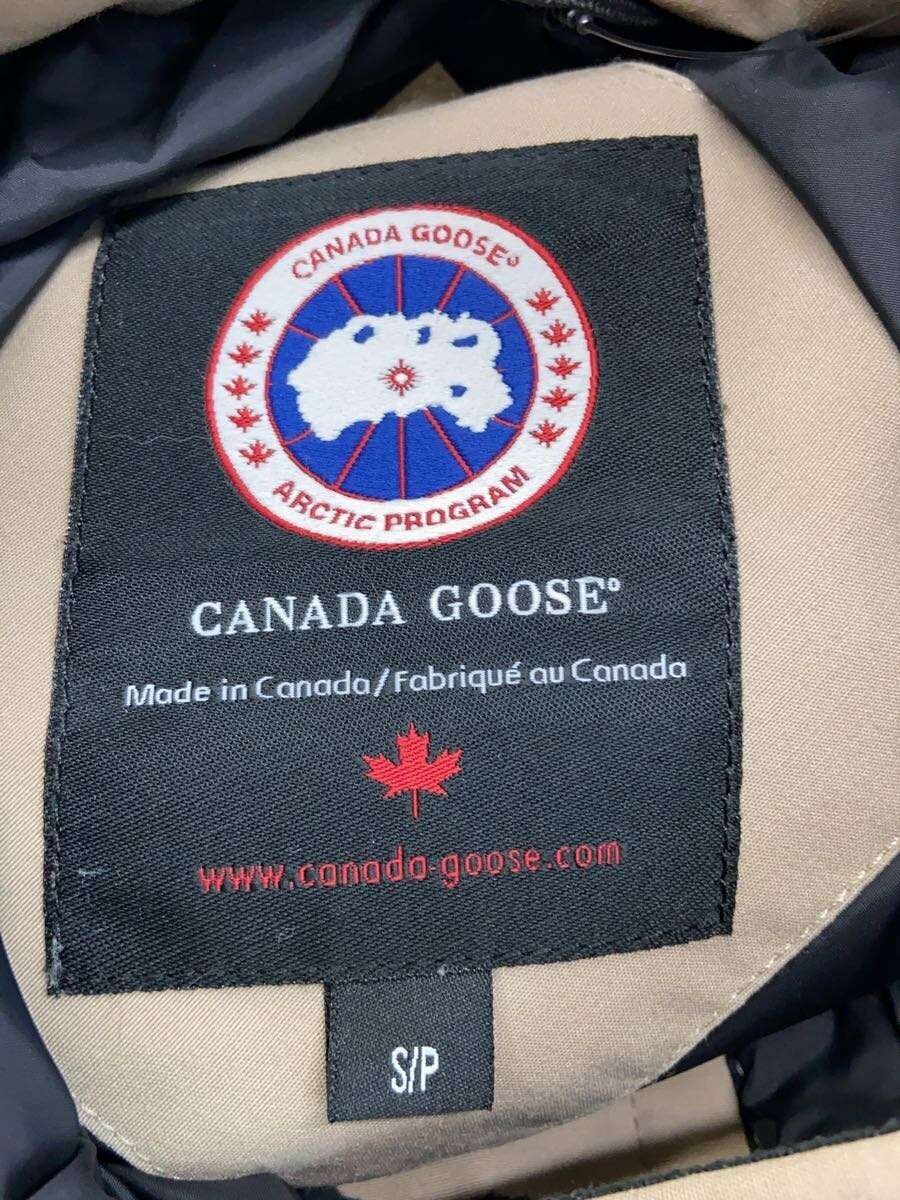 CANADA GOOSE®
ARCTIC PROGRAM
CANADA GOOSE®
Made in Canada/Fabriqué au Canada
www.canada-goose.com
S/P